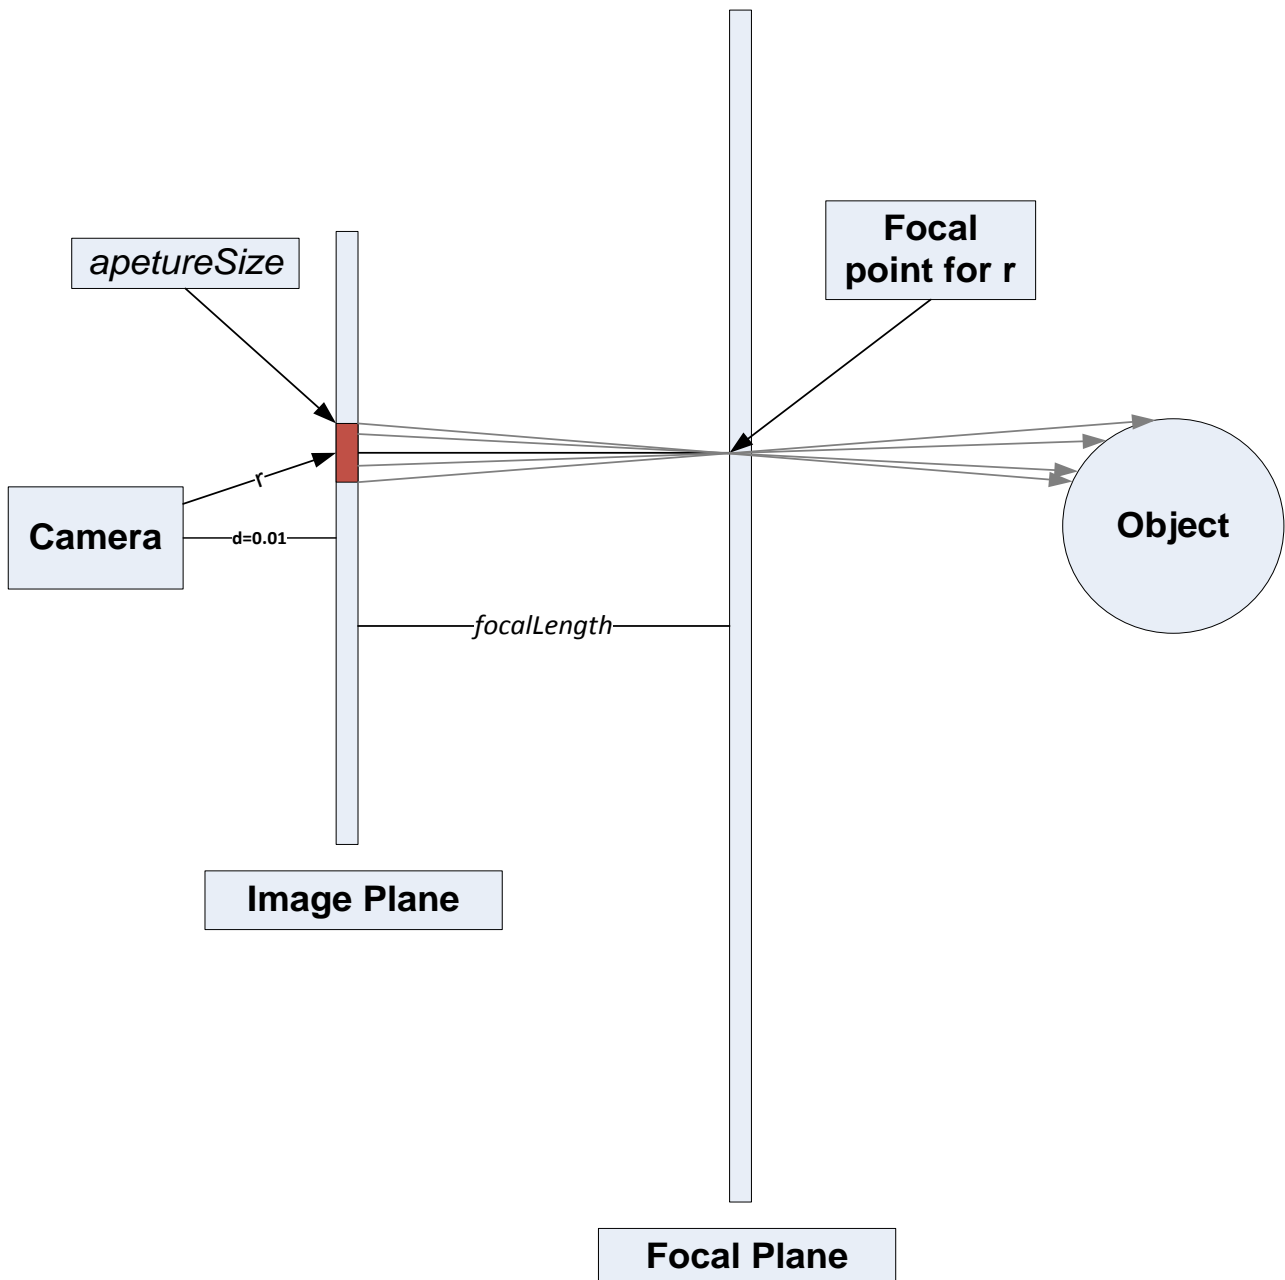 Focal
point for r
apetureSize
r
Camera
d=0.01
Object
focalLength
Image Plane
Focal Plane